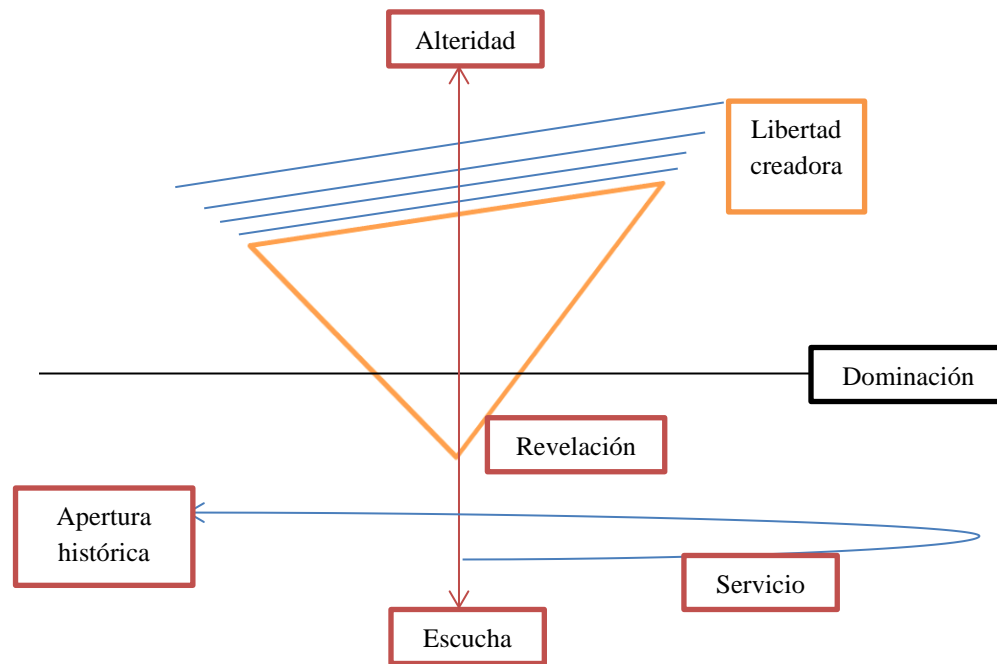 Alteridad
Libertad
creadora
Dominación
Revelación
Apertura
histórica
Servicio
Escucha